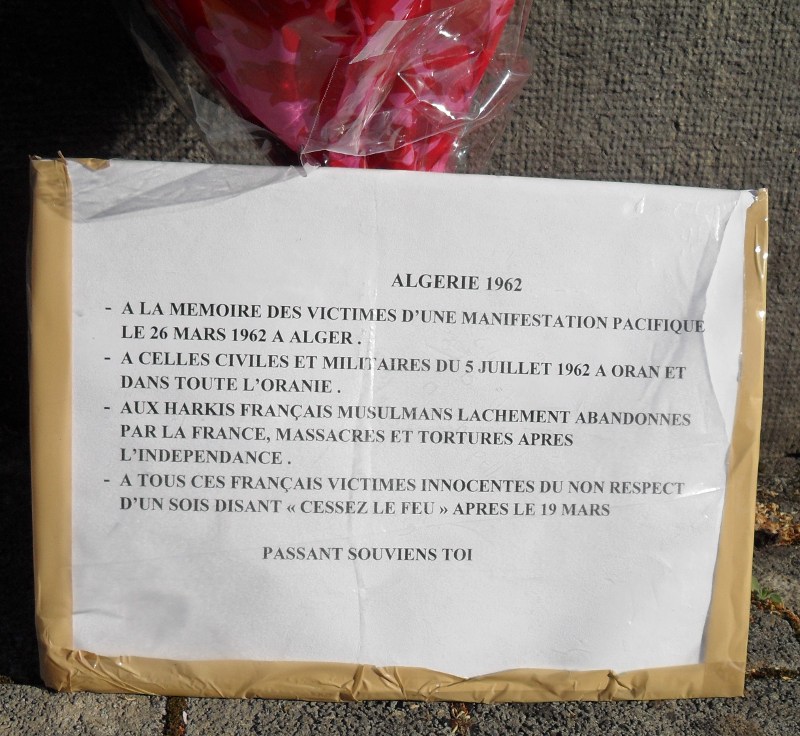 ALGERIE 1962
- A LA MEMOIRE DES VICTIMES D'UNE MANIFESTATION PACIFIQUE
LE 26 MARS 1962 A ALGER .
- A CELLES CIVILES ET MILITAIRES DU 5 JUILLET 1962 A ORAN ET
DANS TOUTE L'ORANIE .
- AUX HARKIS FRANÇAIS MUSULMANS LACHEMENT ABANDONNES
PAR LA FRANCE, MASSACRES ET TORTURES APRES
L'INDEPENDANCE .
- A TOUS CES FRANÇAIS VICTIMES INNOCENTES DU NON RESPECT
D'UN SOIS DISANT « CESSEZ LE FEU » APRES LE 19 MARS
PASSANT SOUVIENS TOI